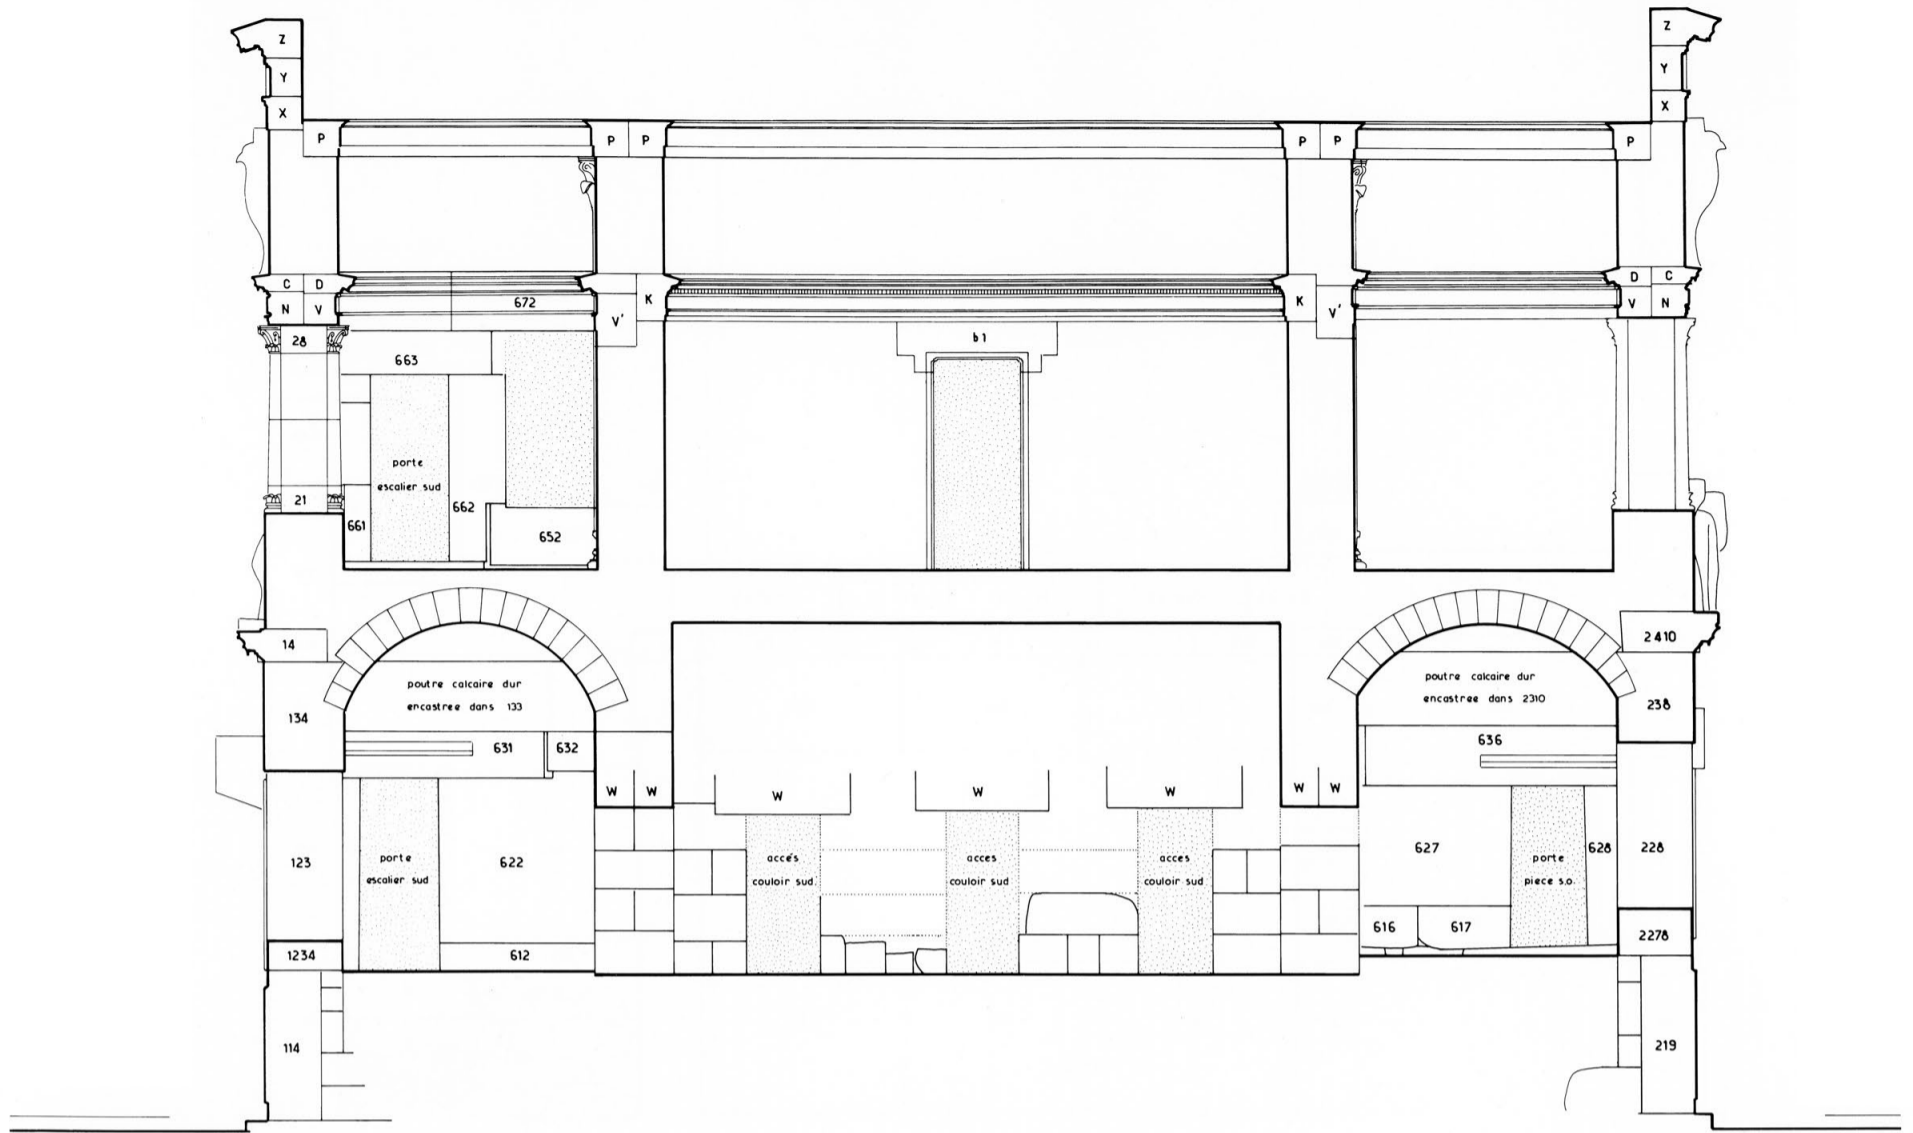 Z
Z
Y
Y
X
X
P
P
P
P
P
P
C D
D C
N V
V N
672
K
K
V'
V'
28
b1
663
porte
escalier sud
21
662
661
652
14
2410
poutre calcaire dur
encastree dans 133
poutre calcaire dur
encastree dans 2310
134
238
631
632
636
W
W
W
W
W
W
W
123
porte
escalier sud
622
accés
couloir sud
acces
couloir sud
acces
couloir sud
627
porte
piece s.o.
628
228
616
617
2278
1234
612
114
219